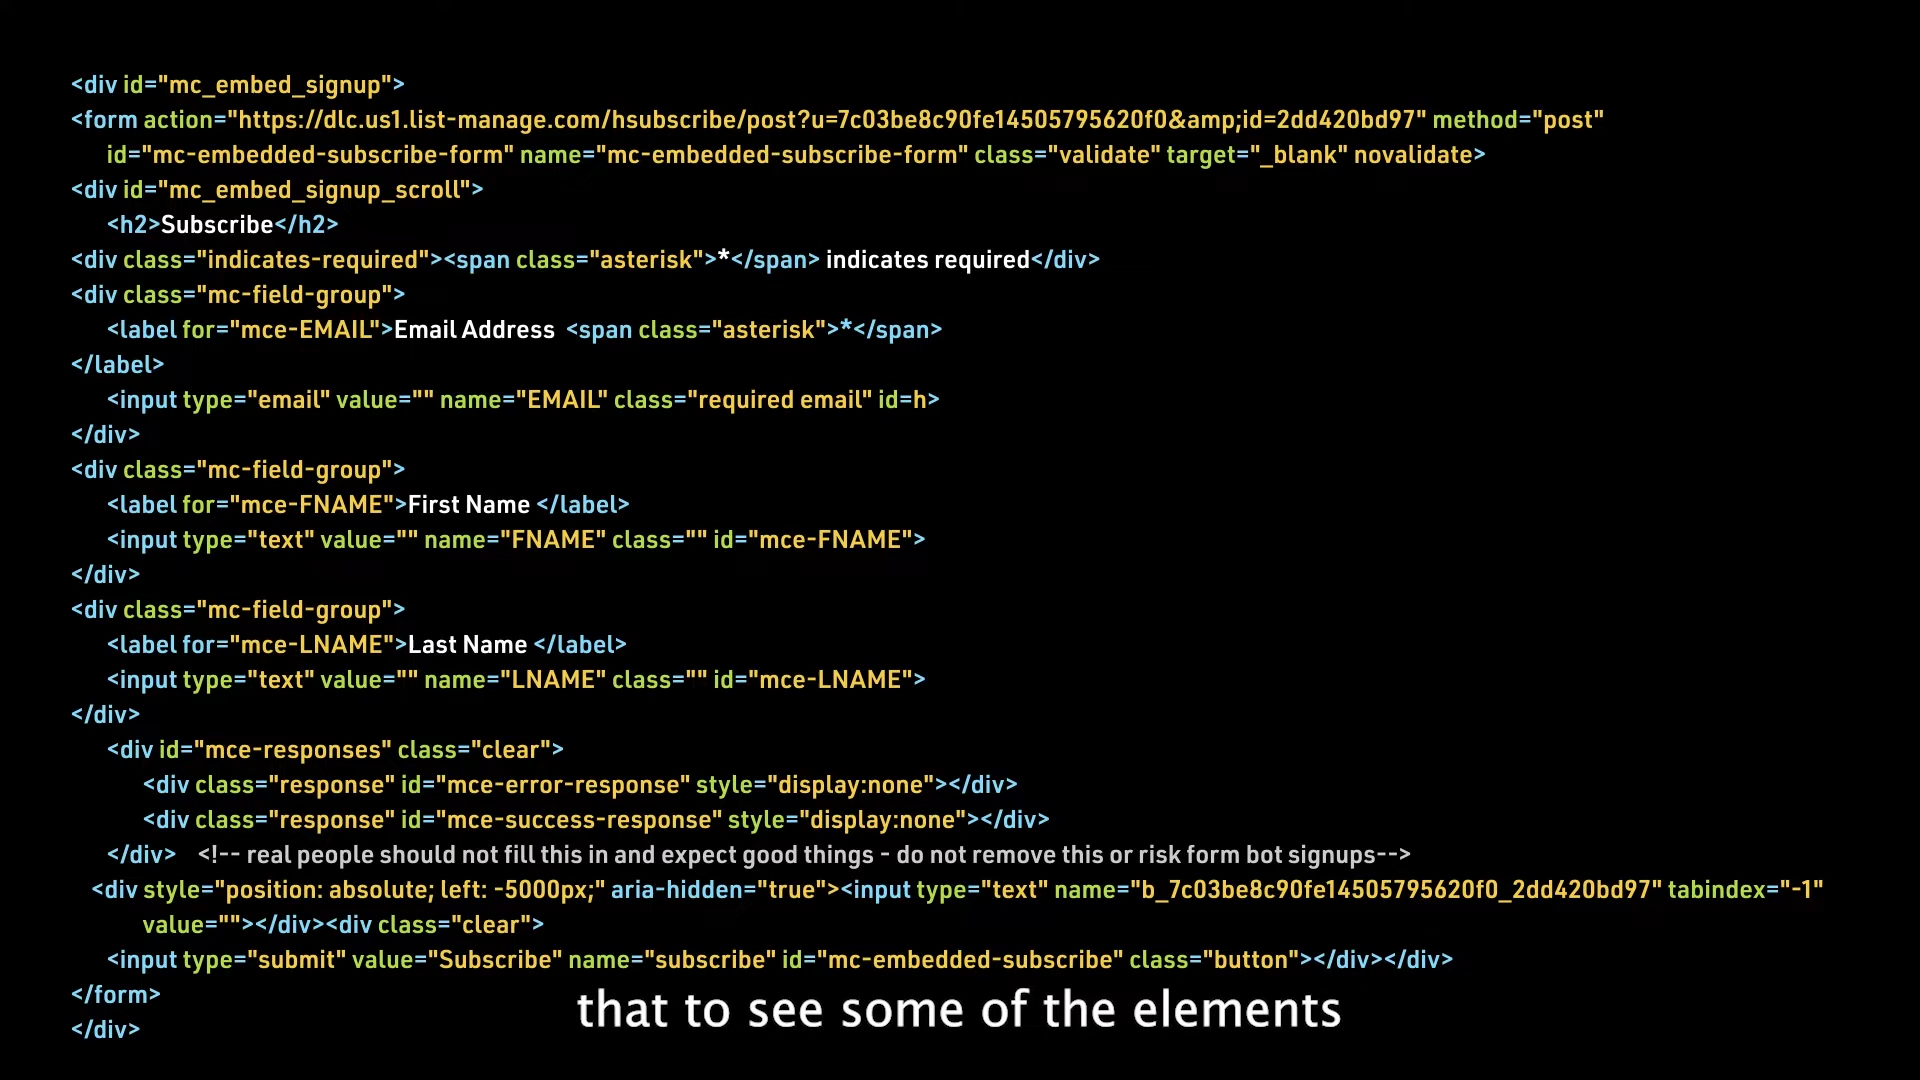 <div id="mc_embed_signup">
<form action="https://dlc.us1.list-manage.com/hsubscribe/post?u=7c03be8c90fe14505795620f0&amp;id=2dd420bd97" method="post"
id="mc-embedded-subscribe-form" name="mc-embedded-subscribe-form" class="validate" target="_blank" novalidate>
<div id="mc_embed_signup_scroll">
<h2>Subscribe</h2>
<div class="indicates-required"><span class="asterisk">*</span> indicates required</div>
<div class="mc-field-group">
<label for="mce-EMAIL">Email Address <span class="asterisk">*</span>
</label>
<input type="email" value="" name="EMAIL" class="required email" id=h>
</div>
<div class="mc-field-group">
<label for="mce-FNAME">First Name </label>
<input type="text" value="" name="FNAME" class="" id="mce-FNAME">
</div>
<div class="mc-field-group">
<label for="mce-LNAME">Last Name </label>
<input type="text" value="" name="LNAME" class="" id="mce-LNAME">
</div>
<div id="mce-responses" class="clear">
<div class="response" id="mce-error-response" style="display:none"></div>
<div class="response" id="mce-success-response" style="display:none"></div>
</div> <!-- real people should not fill this in and expect good things - do not remove this or risk form bot signups-->
<div style="position: absolute; left: -5000px;" aria-hidden="true"><input type="text" name="b_7c03be8c90fe14505795620f0_2dd420bd97" tabindex="-1"
value=""></div><div class="clear">
<input type="submit" value="Subscribe" name="subscribe" id="mc-embedded-subscribe" class="button"></div></div>
</form>
</div>
that to see some of the elements